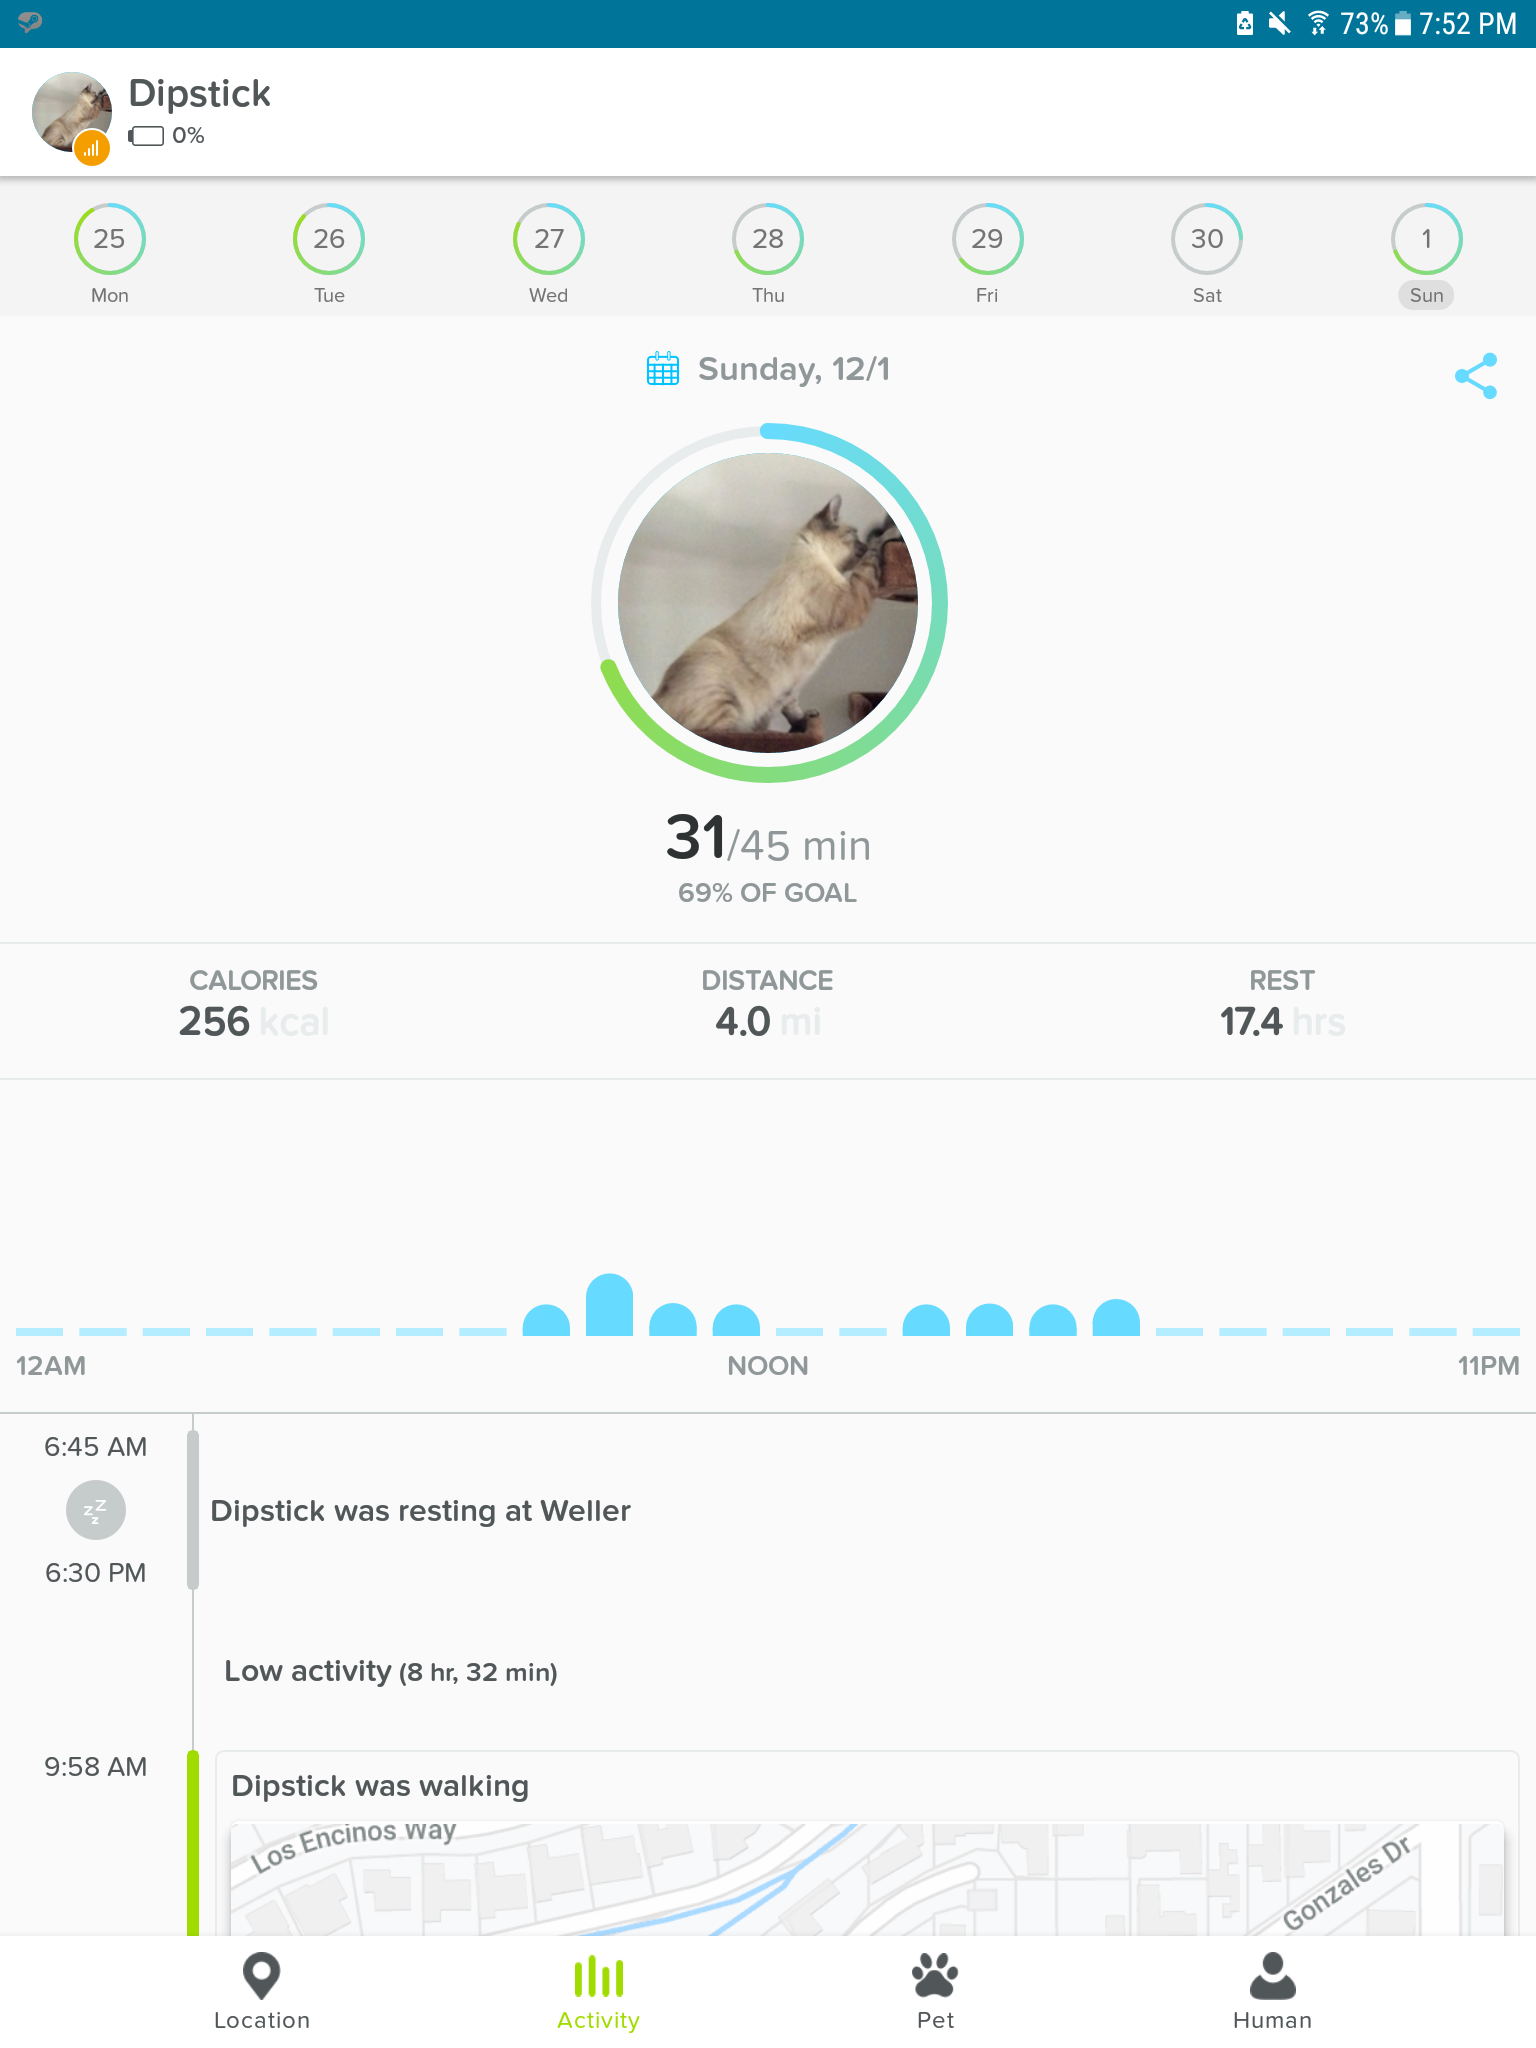 73% 7:52 PM
Dipstick
0%
25 26 27 28 29 30 1
Mon Tue Wed Thu Fri Sat Sun
Sunday, 12/1
31/45 min
69% OF GOAL
CALORIES DISTANCE REST
256 kcal 4.0 mi 17.4 hrs
12AM NOON 11PM
6:45 AM
zzz
Dipstick was resting at Weller
6:30 PM
Low activity (8 hr, 32 min)
9:58 AM
Dipstick was walking
Los Encinos Way
Gonzales Dr
Location Activity Pet Human